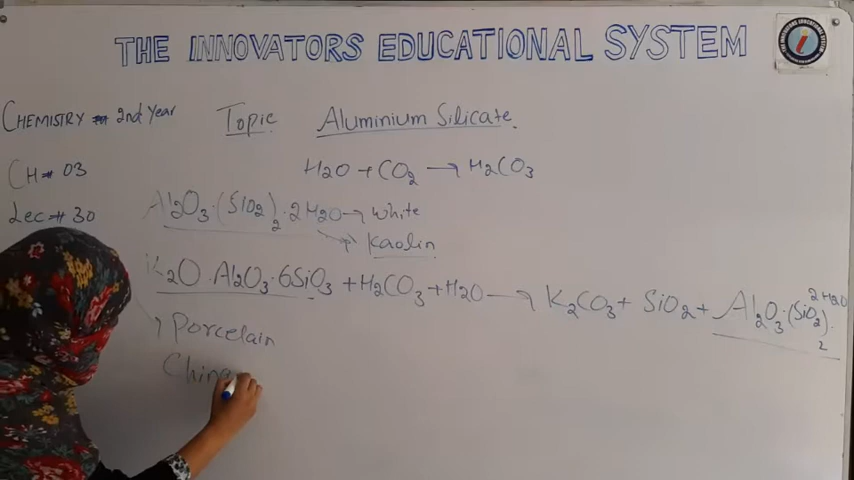 THE INNOVATORS EDUCATIONAL SYSTEM
CHEMISTRY 2nd Year Topic Aluminium Silicate.
H2O + CO2 → H2CO3
CH# 03
Al2O3·(SiO2)2·2H2O → White
Lec# 30
Kaolin
K2O·Al2O3·6SiO3 + H2CO3 + H2O → K2CO3 + SiO2 + Al2O3·(SiO2)2·2H2O
Porcelain
China